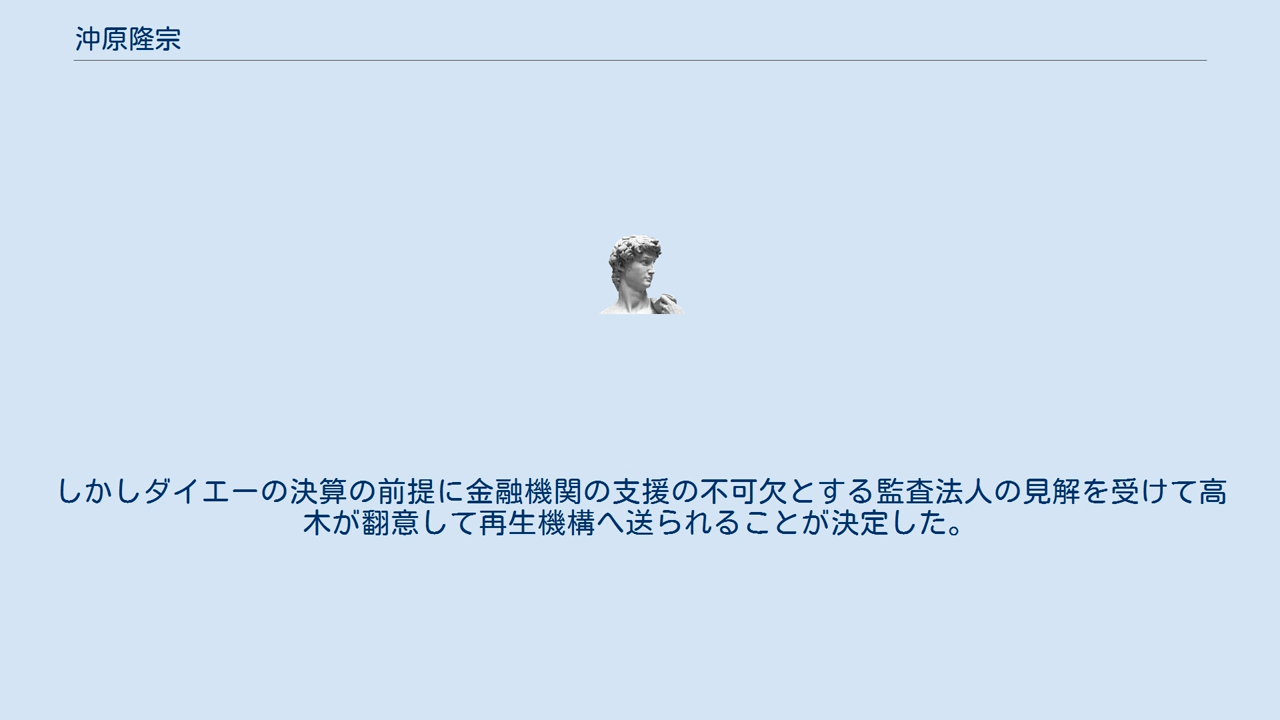 沖原隆宗
しかしダイエーの決算の前提に金融機関の支援の不可欠とする監査法人の見解を受けて高
木が翻意して再生機構へ送られることが決定した。